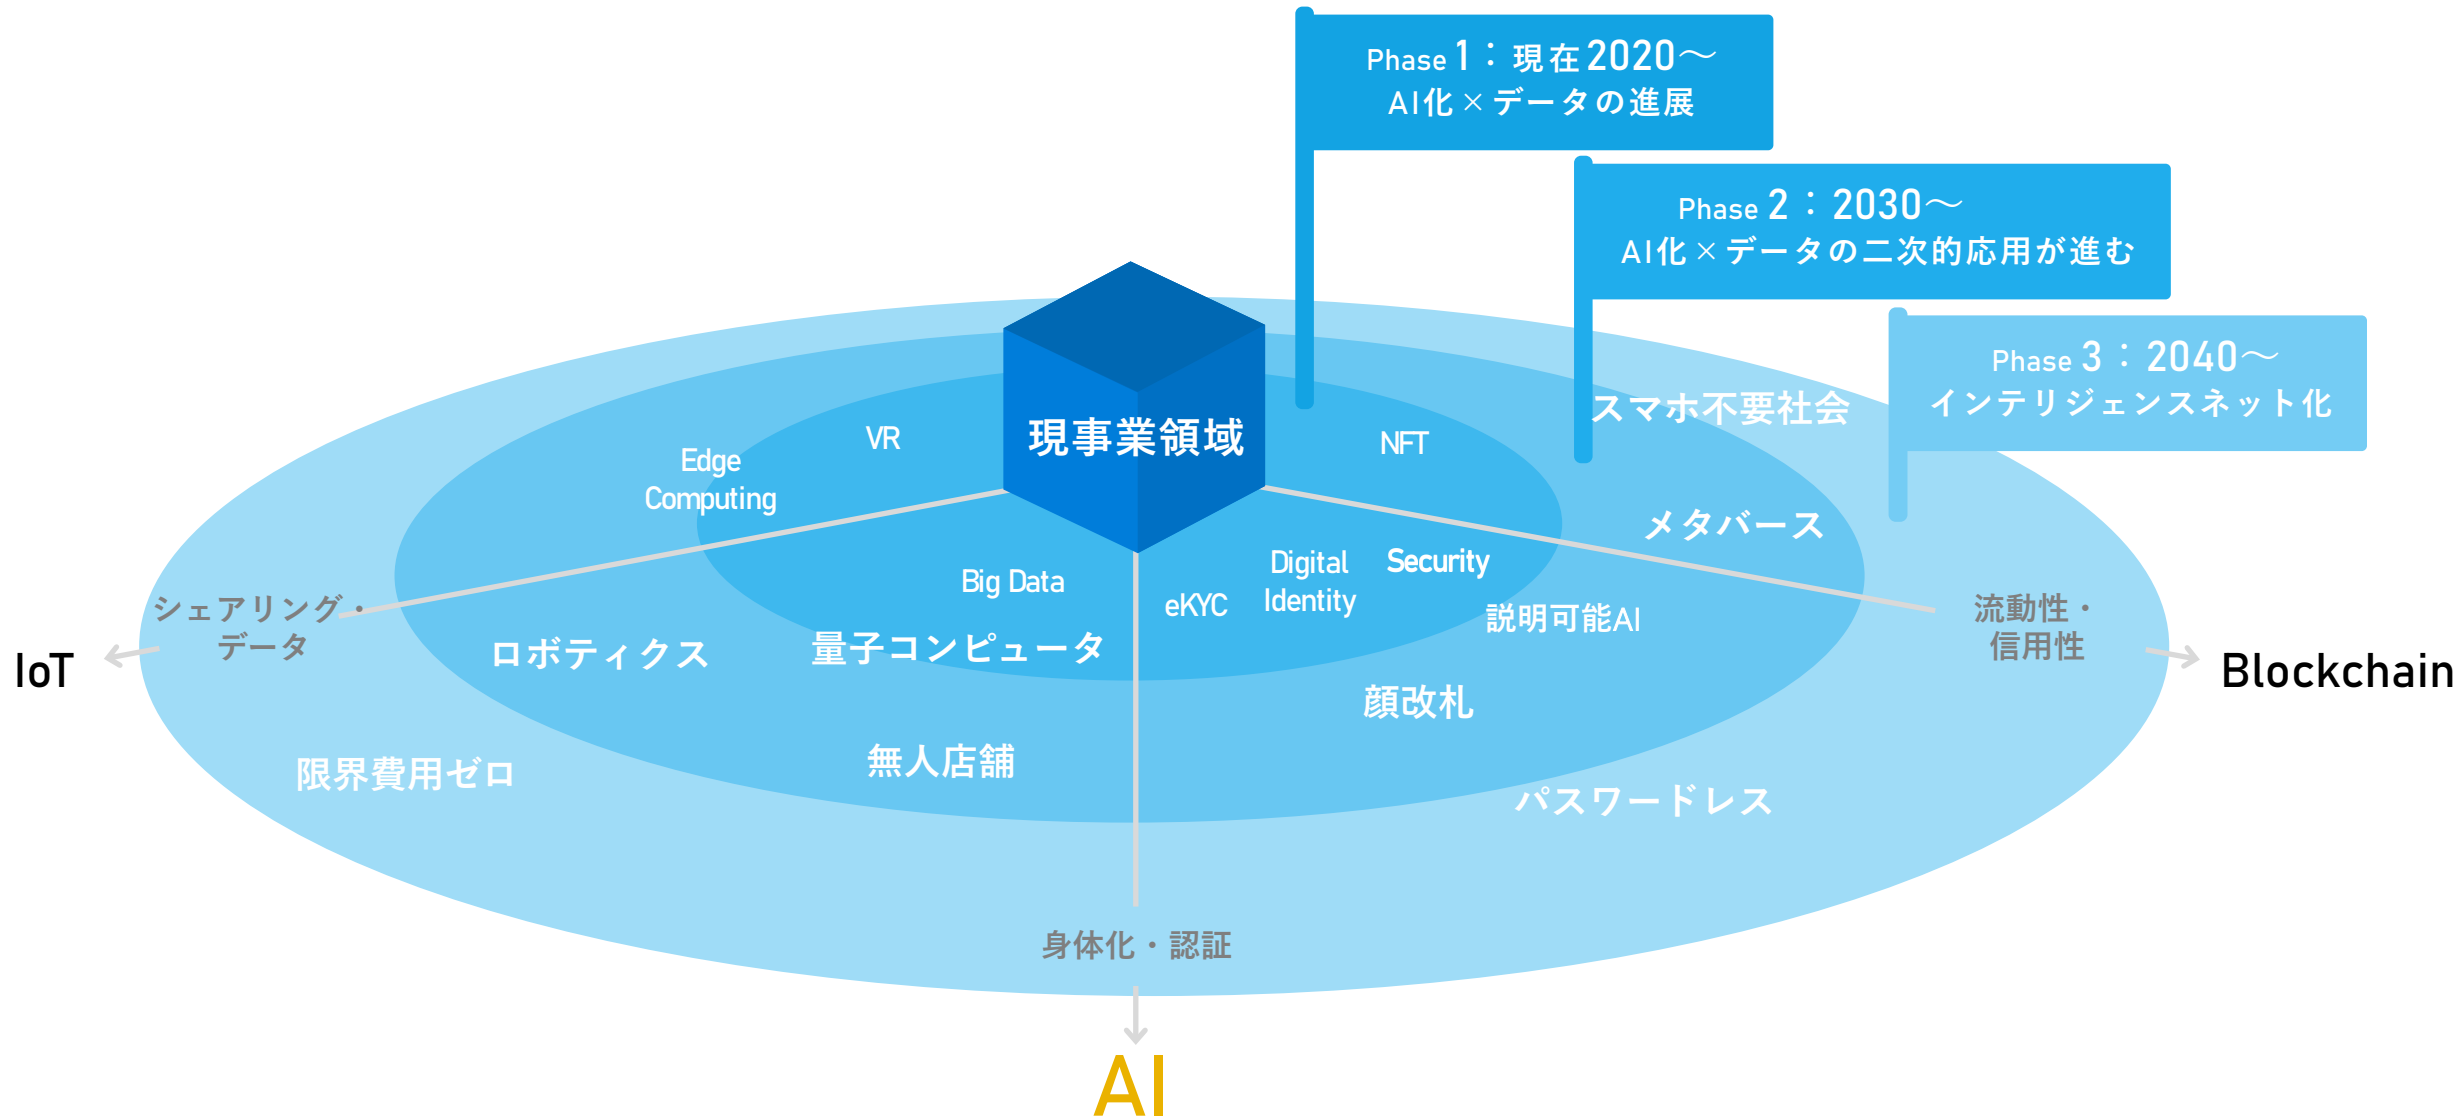 Phase 1：現在2020～
AI化×データの進展
Phase 2：2030～
AI化×データの二次的応用が進む
Phase 3：2040～
インテリジェンスネット化
スマホ不要社会
現事業領域
VR
NFT
Edge
Computing
メタバース
Big Data
eKYC
Digital
Identity
Security
説明可能AI
シェアリング・
データ
流動性・
信用性
IoT
Blockchain
ロボティクス
量子コンピュータ
顔改札
無人店舗
限界費用ゼロ
パスワードレス
身体化・認証
AI